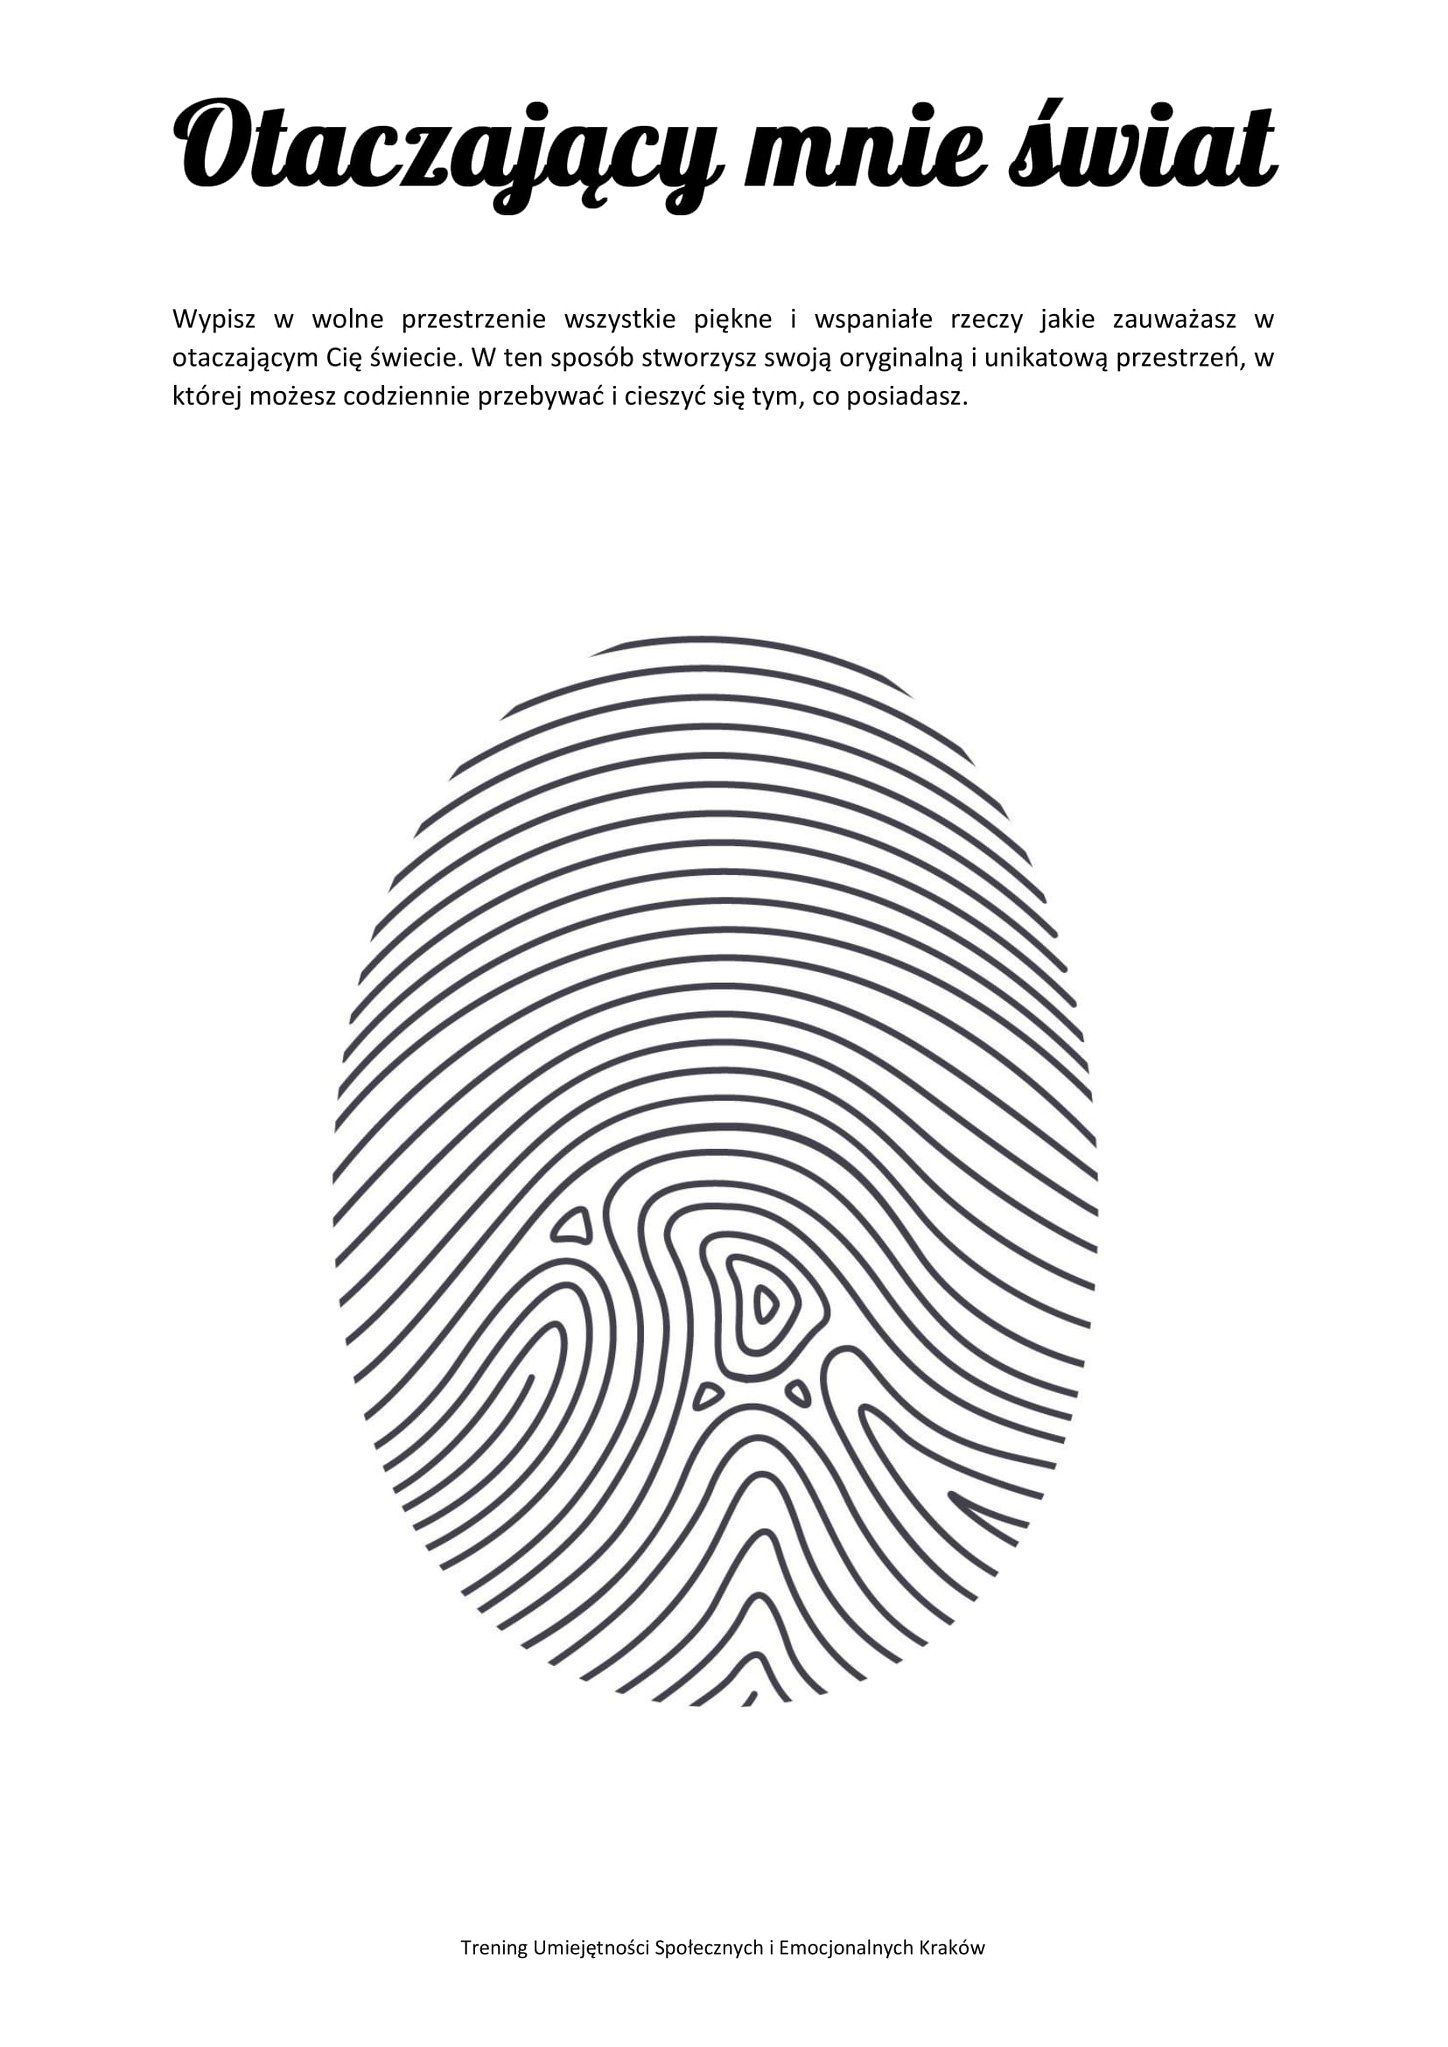 Otaczający mnie świat
Wypisz w wolne przestrzenie wszystkie piękne i wspaniałe rzeczy jakie zauważasz w
otaczającym Cię świecie. W ten sposób stworzysz swoją oryginalną i unikatową przestrzeń, w
której możesz codziennie przebywać i cieszyć się tym, co posiadasz.
Trening Umiejętności Społecznych i Emocjonalnych Kraków